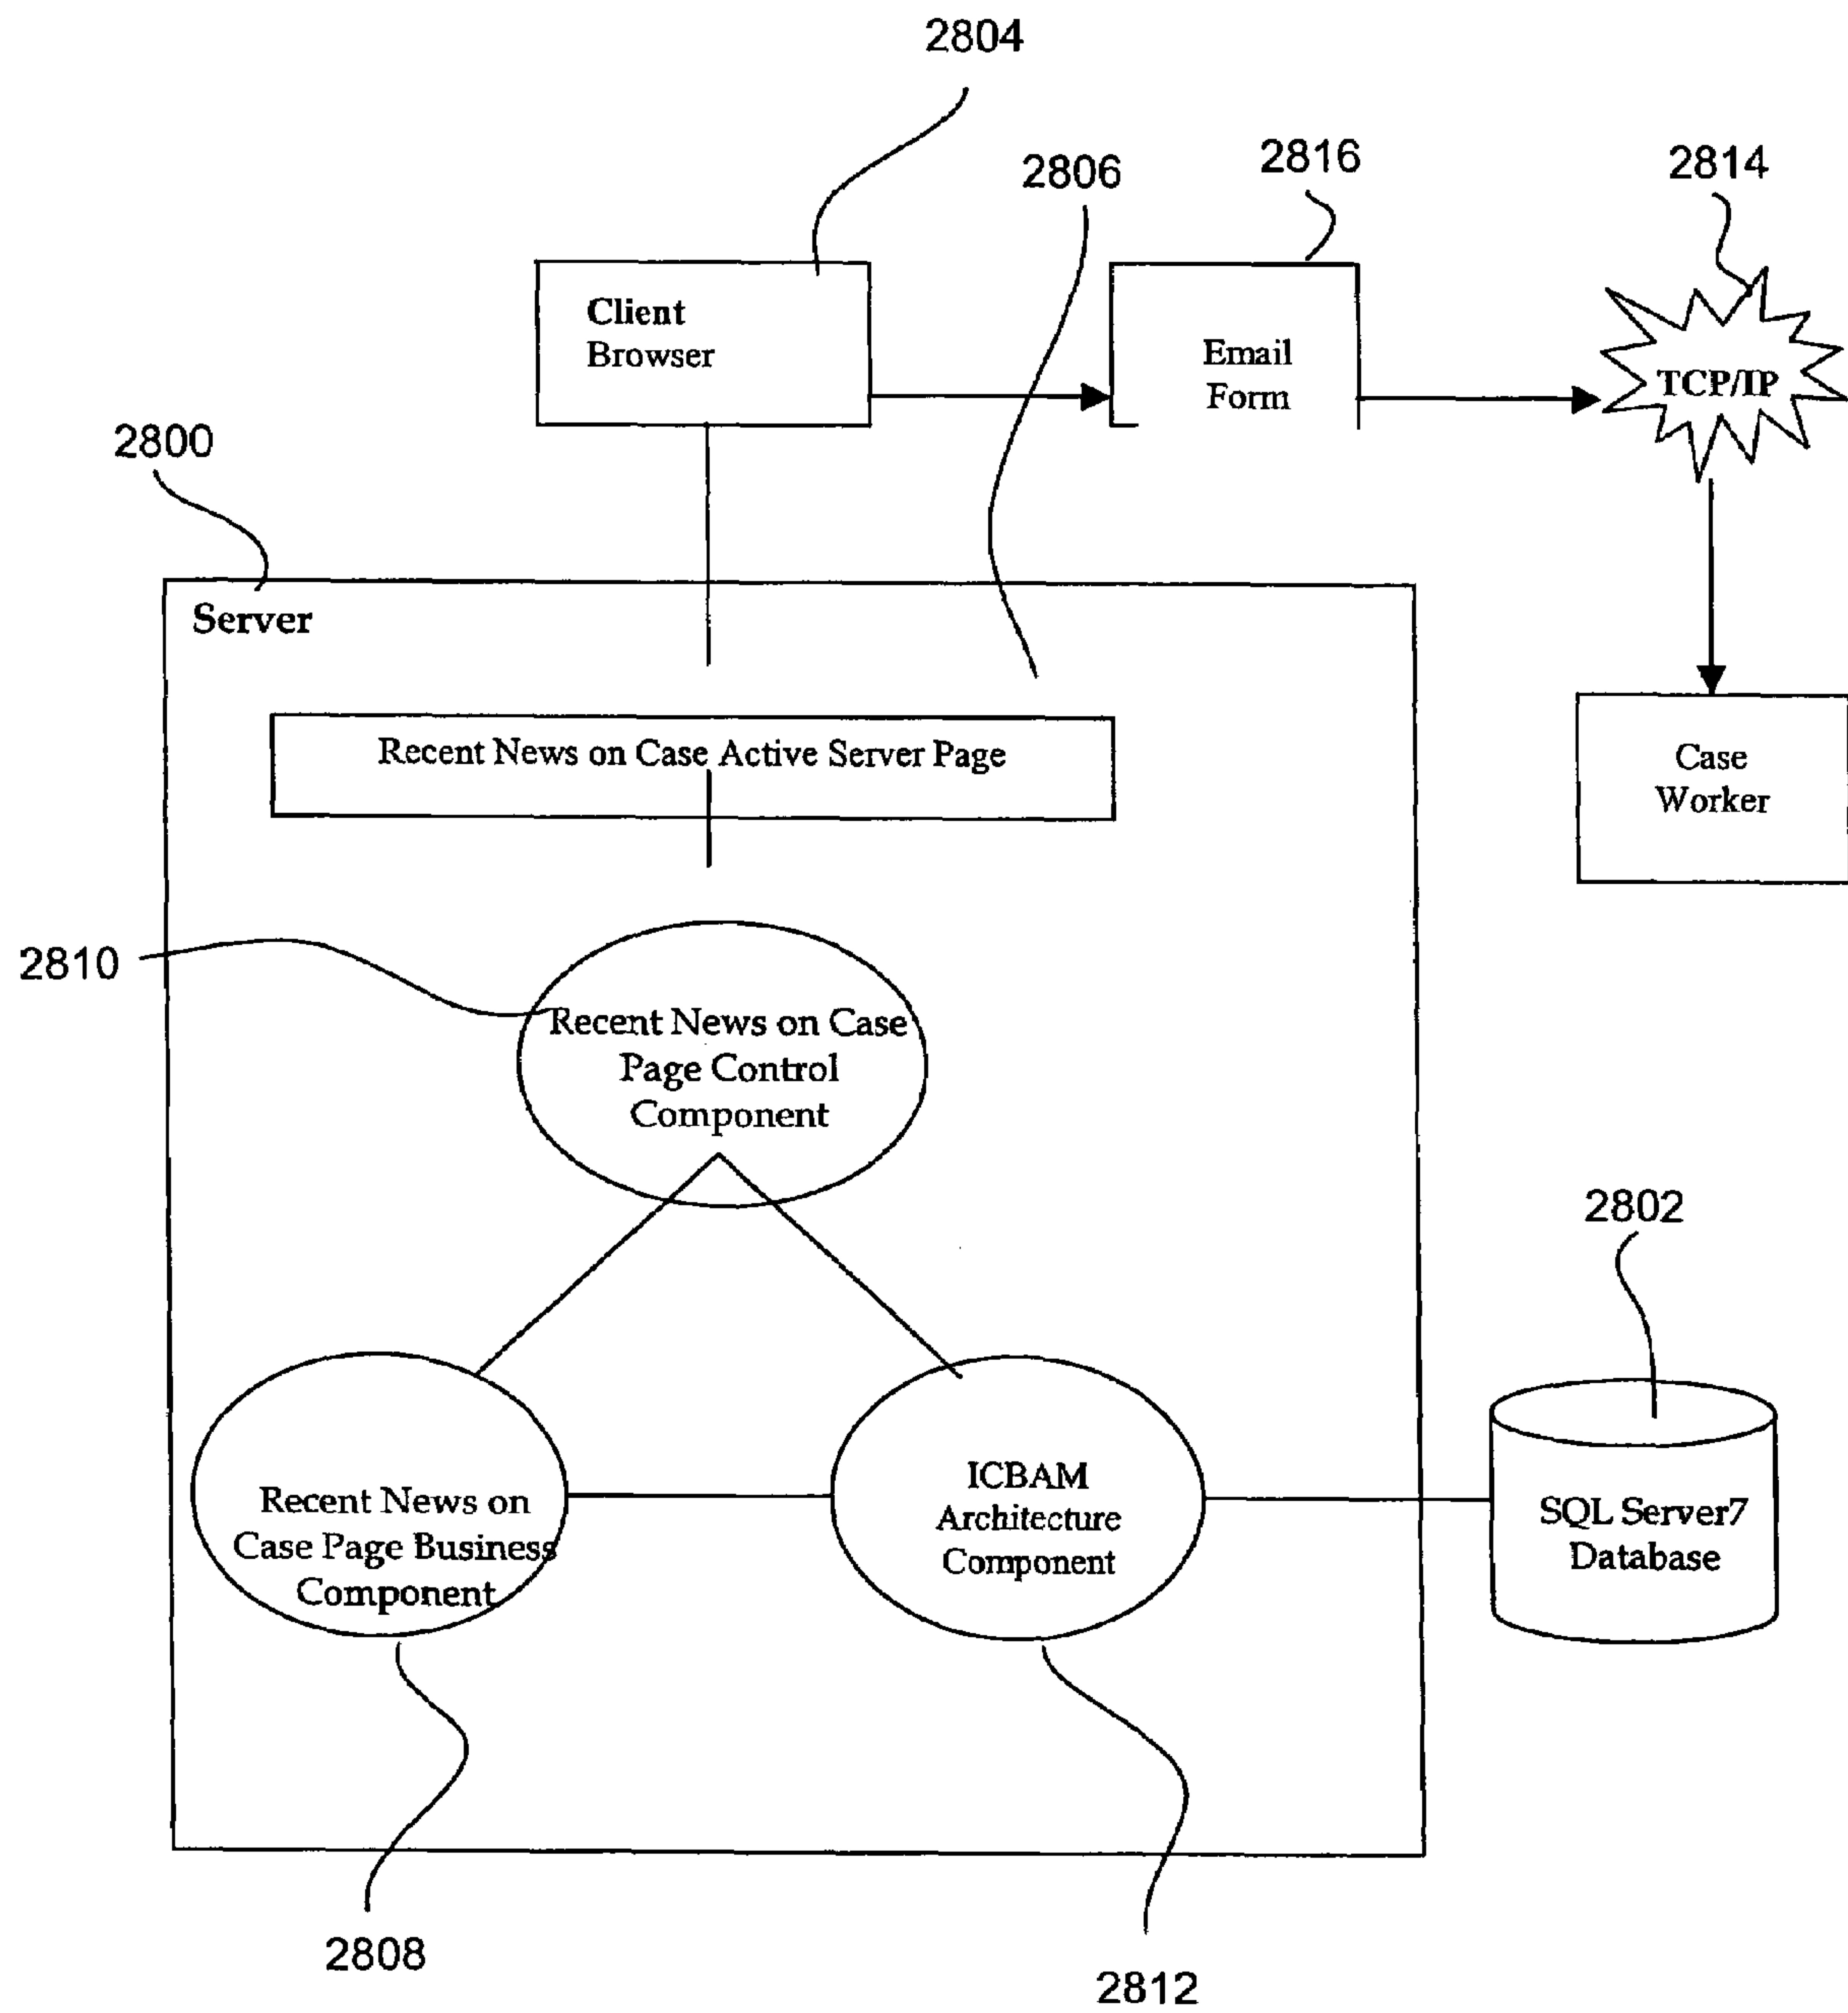 2804
2806
2816
2814
Client
Browser
Email
Form
TCP/IP
2800
Server
Recent News on Case Active Server Page
Case
Worker
2810
Recent News on Case
Page Control
Component
2802
Recent News on
Case Page Business
Component
ICBAM
Architecture
Component
SQL Server7
Database
2808
2812